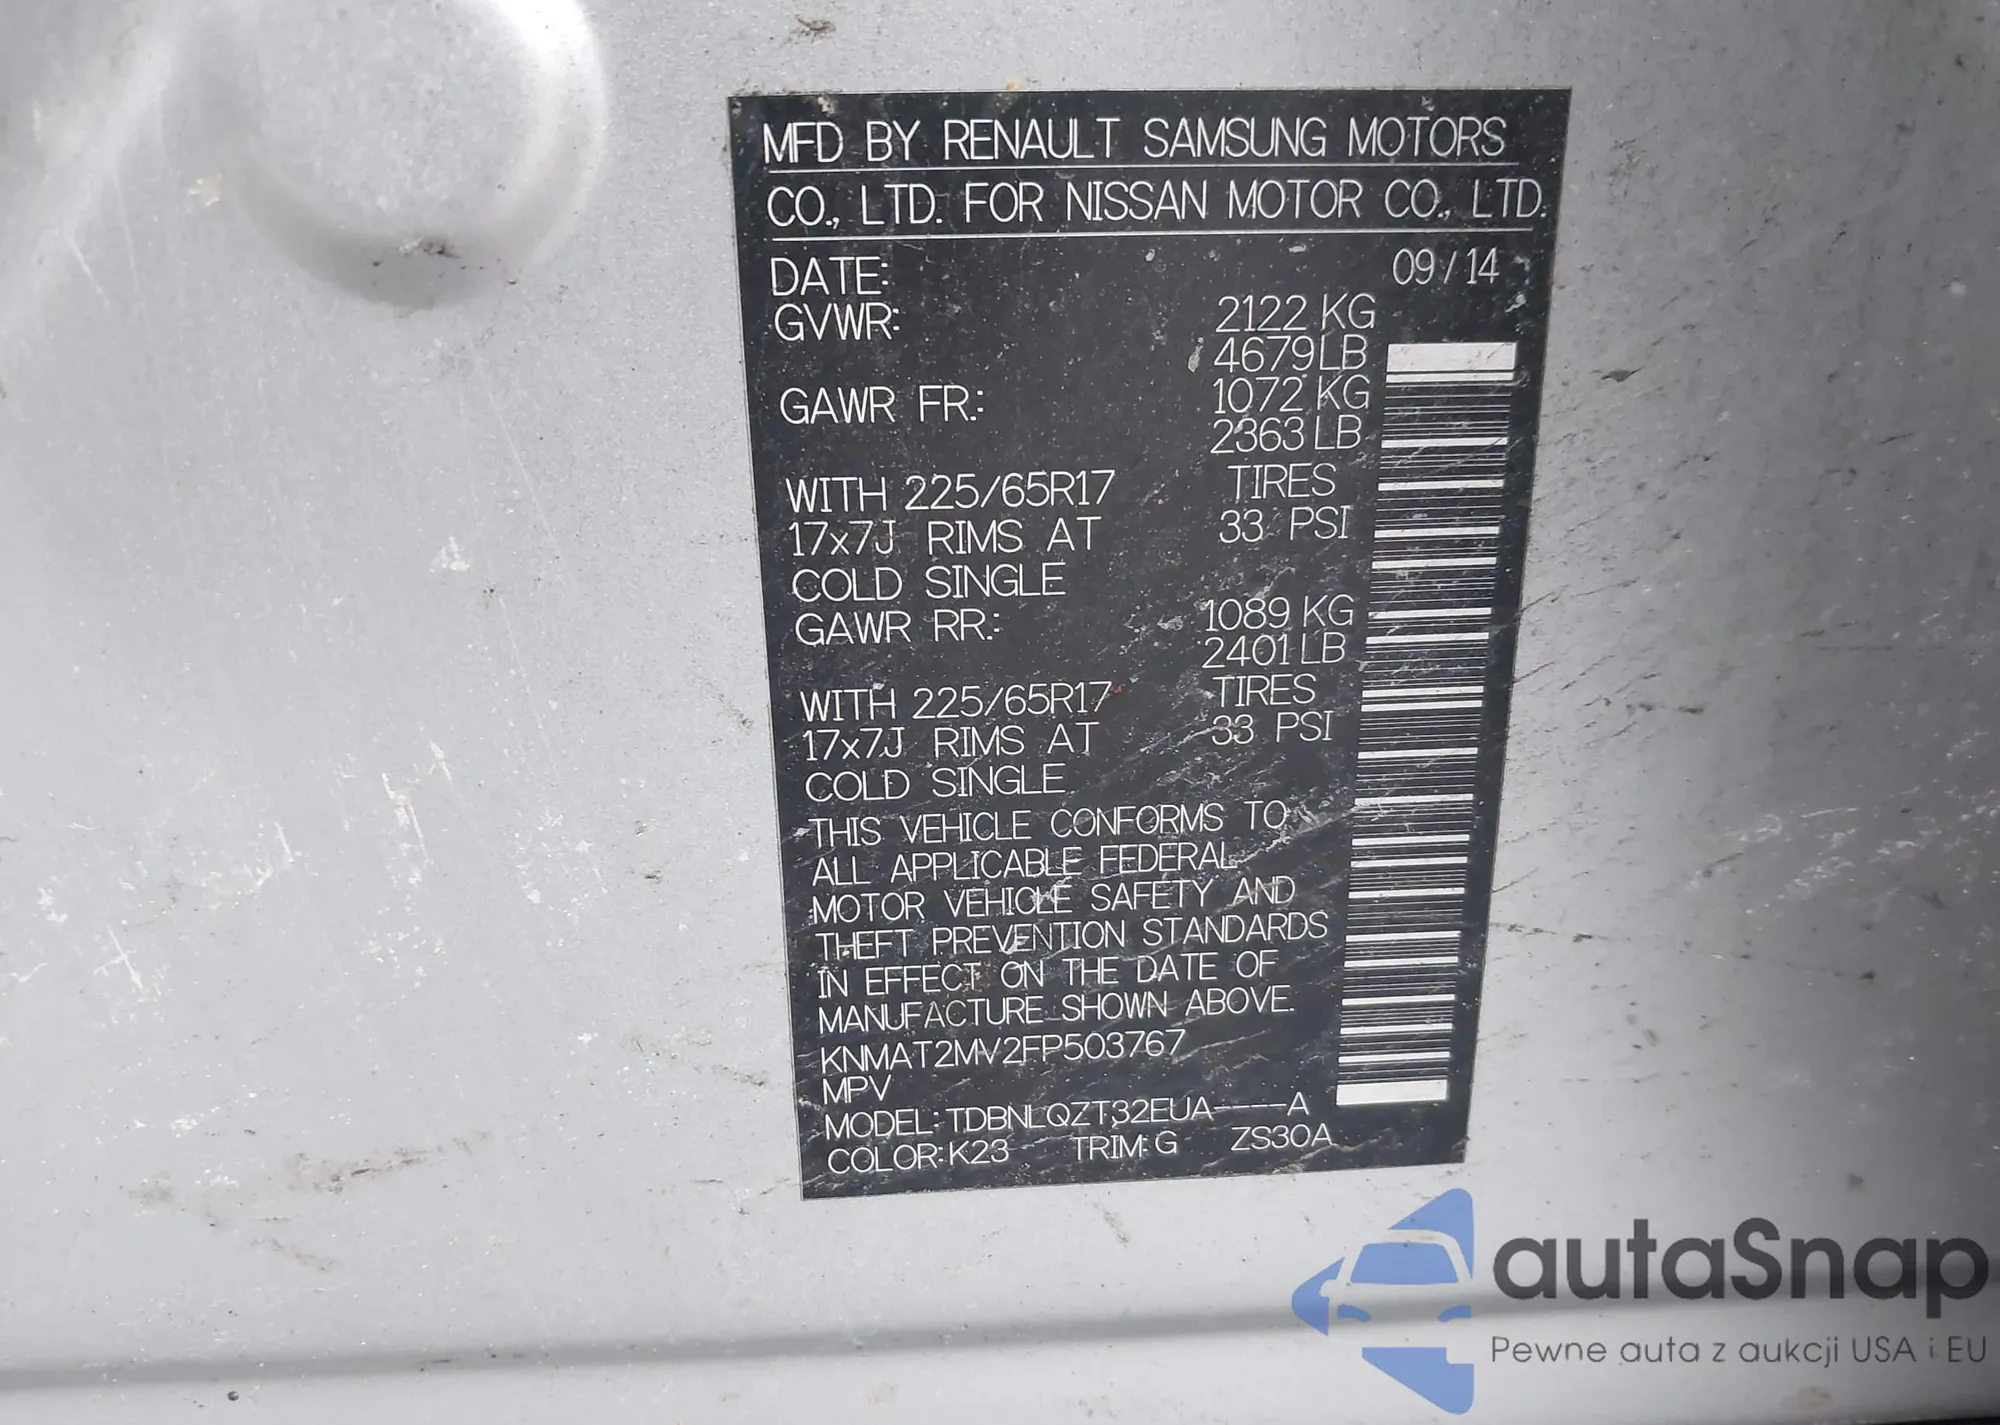 MFD BY RENAULT SAMSUNG MOTORS
CO., LTD. FOR NISSAN MOTOR CO., LTD.
DATE: 09/14
GVWR: 2122 KG
4679 LB
GAWR FR.: 1072 KG
2363 LB
WITH 225/65R17 TIRES
17x7J RIMS AT 33 PSI
COLD SINGLE
GAWR RR.: 1089 KG
2401 LB
WITH 225/65R17 TIRES
17x7J RIMS AT 33 PSI
COLD SINGLE
THIS VEHICLE CONFORMS TO
ALL APPLICABLE FEDERAL
MOTOR VEHICLE SAFETY AND
THEFT PREVENTION STANDARDS
IN EFFECT ON THE DATE OF
MANUFACTURE SHOWN ABOVE.
KNMAT2MV2FP503767
MPV
MODEL: TDBNLQZT32EUA----A
COLOR: K23 TRIM: G ZS30A
autaSnap
Pewne auta z aukcji USA i EU